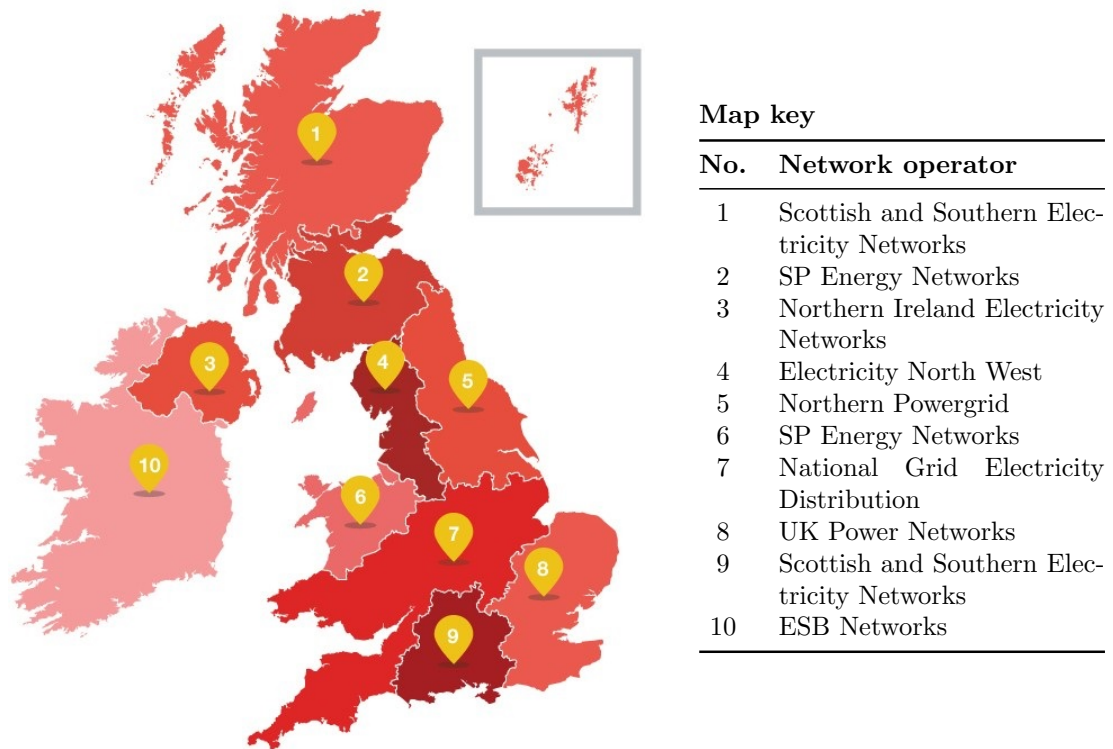 1
2
3
4
5
6
7
8
9
10
Map key
No. Network operator
1 Scottish and Southern Elec-
tricity Networks
2 SP Energy Networks
3 Northern Ireland Electricity
Networks
4 Electricity North West
5 Northern Powergrid
6 SP Energy Networks
7 National Grid Electricity
Distribution
8 UK Power Networks
9 Scottish and Southern Elec-
tricity Networks
10 ESB Networks